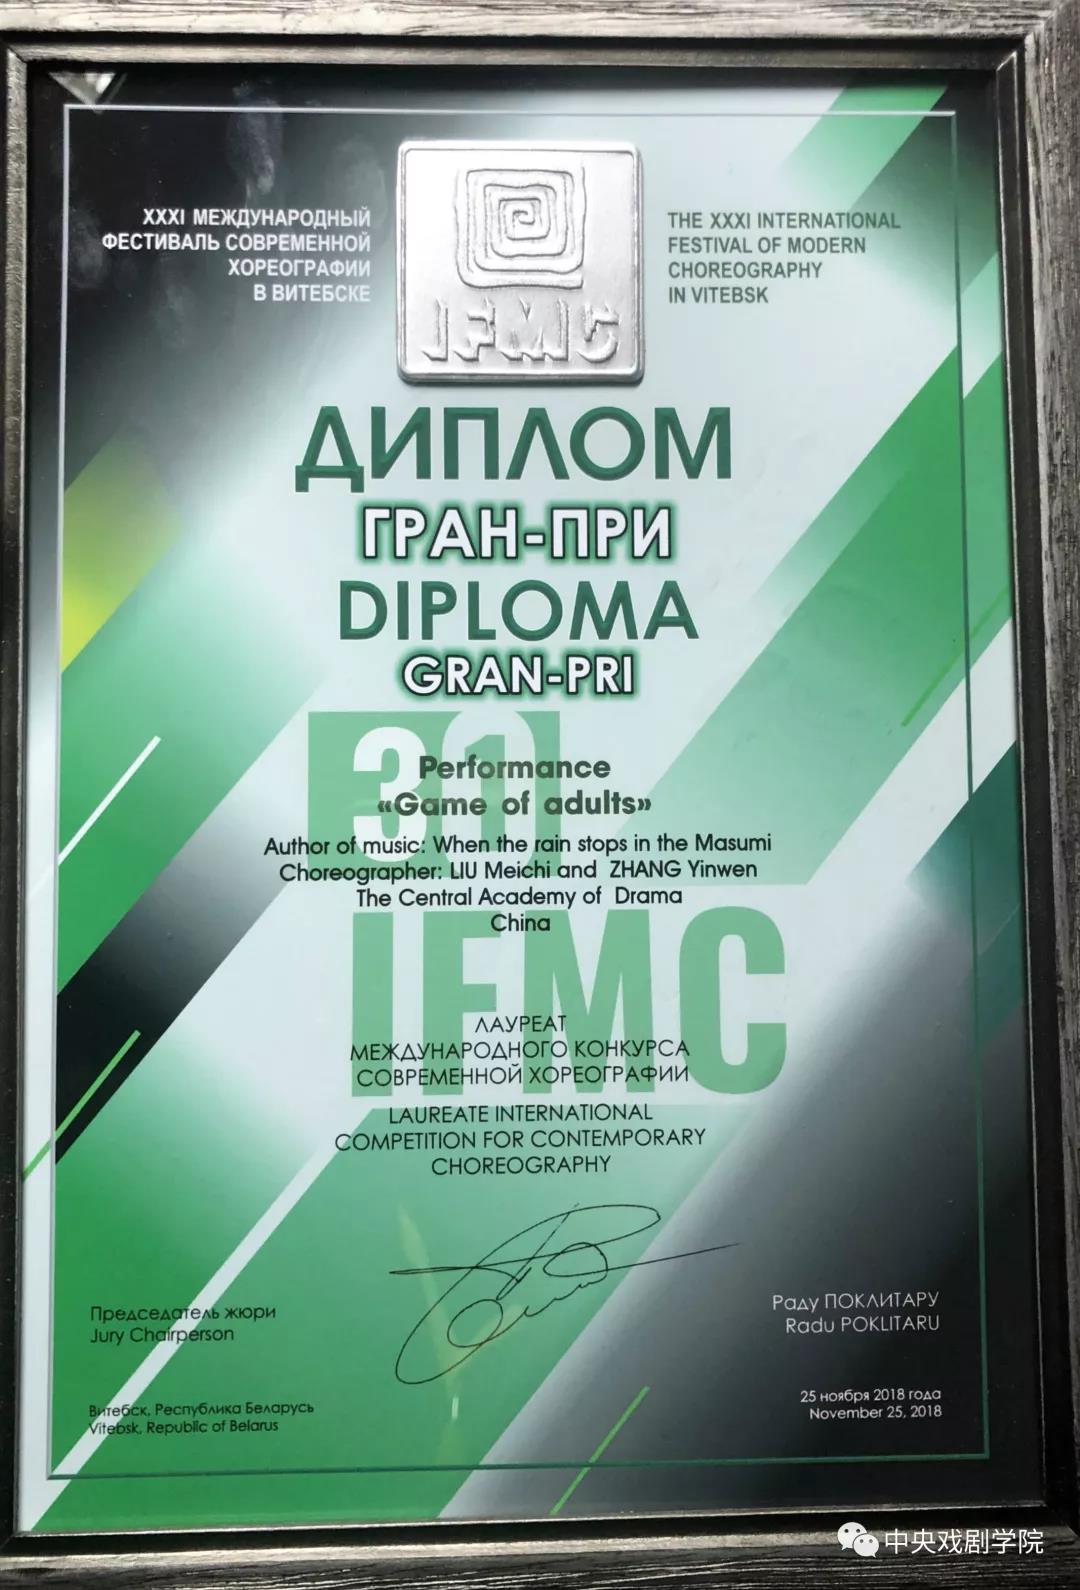 XXXI МЕЖДУНАРОДНЫЙ
ФЕСТИВАЛЬ СОВРЕМЕННОЙ
ХОРЕОГРАФИИ
В ВИТЕБСКЕ
IFMC
THE XXXI INTERNATIONAL
FESTIVAL OF MODERN
CHOREOGRAPHY
IN VITEBSK
ДИПЛОМ
ГРАН-ПРИ
DIPLOMA
GRAN-PRI
31
Performance
«Game of adults»
Author of music: When the rain stops in the Masumi
Choreographer: LIU Meichi and ZHANG Yinwen
The Central Academy of Drama
China
IFMC
ЛАУРЕАТ
МЕЖДУНАРОДНОГО КОНКУРСА
СОВРЕМЕННОЙ ХОРЕОГРАФИИ
LAUREATE INTERNATIONAL
COMPETITION FOR CONTEMPORARY
CHOREOGRAPHY
Председатель жюри
Jury Chairperson
Раду ПОКЛИТАРУ
Radu POKLITARU
Витебск, Республика Беларусь
Vitebsk, Republic of Belarus
25 ноября 2018 года
November 25, 2018
中央戏剧学院